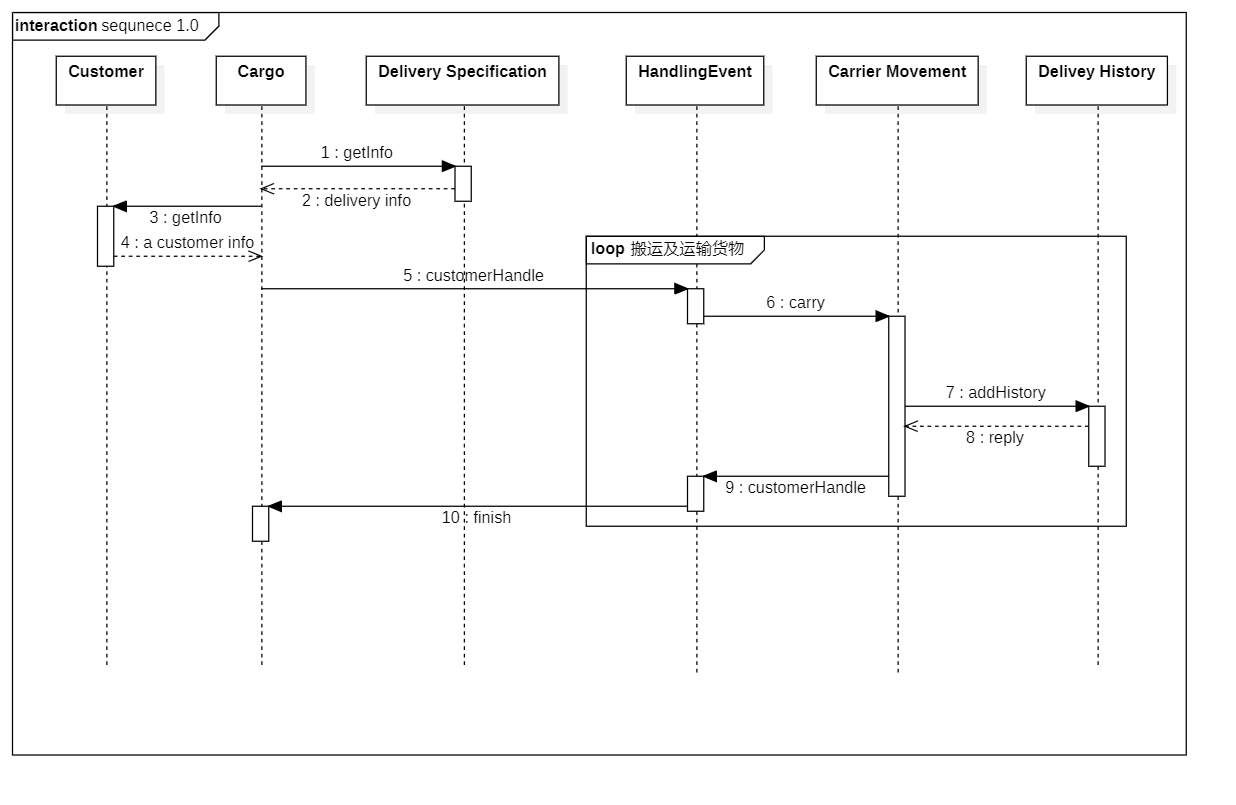 interaction sequnece 1.0
Customer
Cargo
Delivery Specification
HandlingEvent
Carrier Movement
Delivey History
1 : getInfo
2 : delivery info
3 : getInfo
4 : a customer info
loop 搬运及运输货物
5 : customerHandle
6 : carry
7 : addHistory
8 : reply
9 : customerHandle
10 : finish